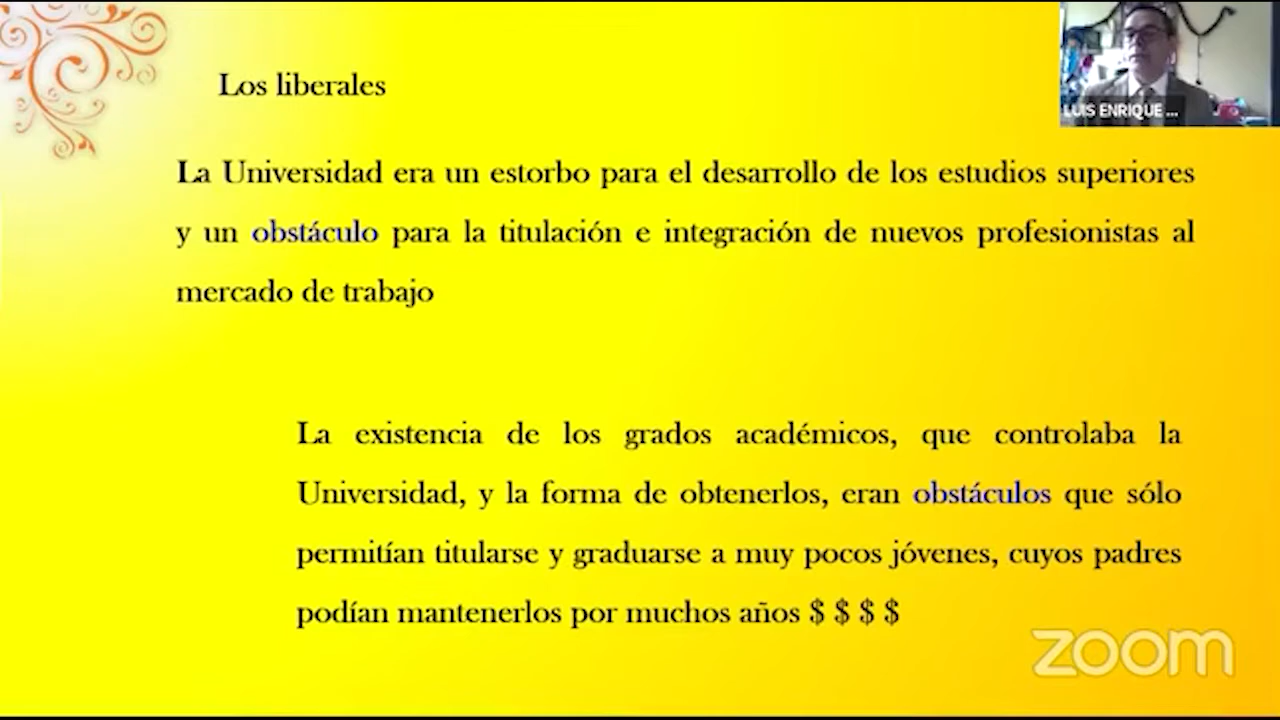 Los liberales
LUIS ENRIQUE ...
La Universidad era un estorbo para el desarrollo de los estudios superiores
y un obstáculo para la titulación e integración de nuevos profesionistas al
mercado de trabajo
La existencia de los grados académicos, que controlaba la
Universidad, y la forma de obtenerlos, eran obstáculos que sólo
permitían titularse y graduarse a muy pocos jóvenes, cuyos padres
podían mantenerlos por muchos años $ $ $ $
zoom